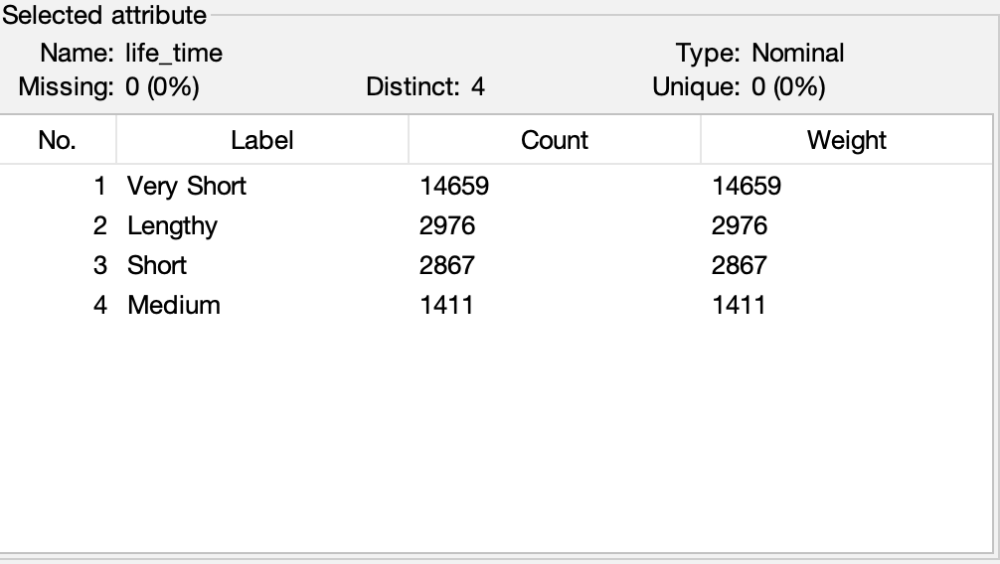 Selected attribute
Name: life_time Type: Nominal
Missing: 0 (0%) Distinct: 4 Unique: 0 (0%)
No. Label Count Weight
1 Very Short 14659 14659
2 Lengthy 2976 2976
3 Short 2867 2867
4 Medium 1411 1411